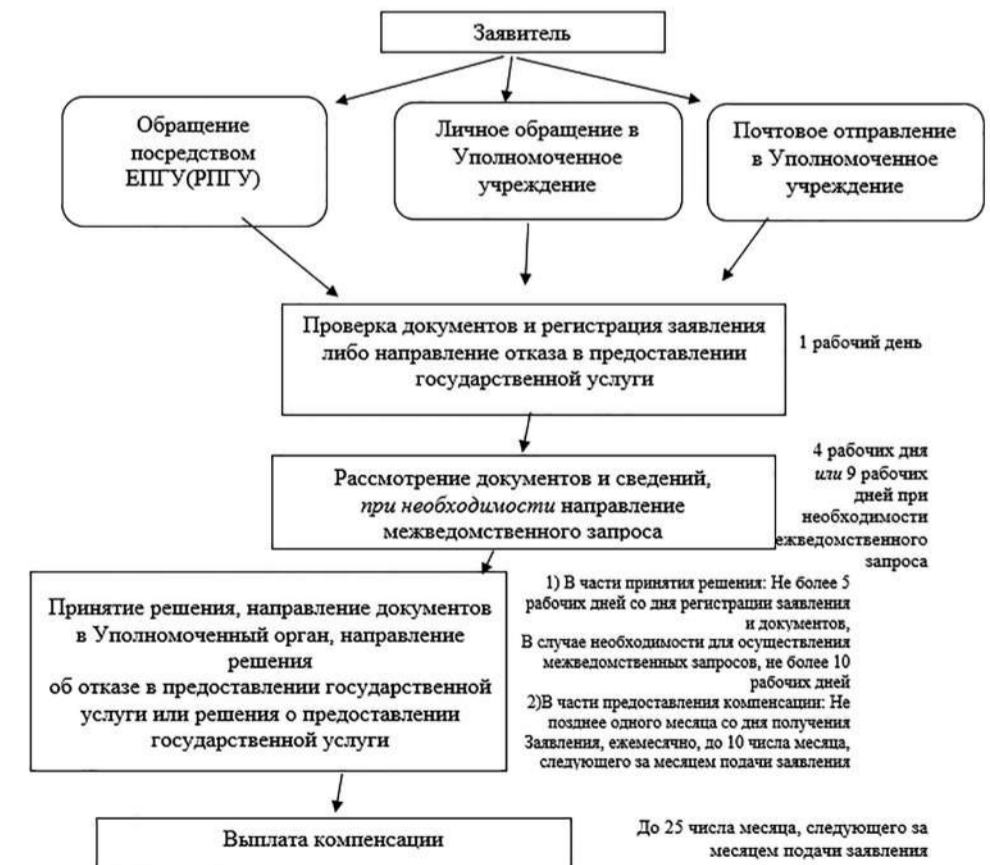 Заявитель
Обращение
посредством
ЕПГУ(РПГУ)
Личное обращение в
Уполномоченное
учреждение
Почтовое отправление
в Уполномоченное
учреждение
Проверка документов и регистрация заявления
либо направление отказа в предоставлении
государственной услуги
1 рабочий день
Рассмотрение документов и сведений,
при необходимости направление
межведомственного запроса
4 рабочих дня
или 9 рабочих
дней при
необходимости
ежведомственного
запроса
Принятие решения, направление документов
в Уполномоченный орган, направление
решения
об отказе в предоставлении государственной
услуги или решения о предоставлении
государственной услуги
1) В части принятия решения: Не более 5
рабочих дней со дня регистрации заявления
и документов,
В случае необходимости для осуществления
межведомственных запросов, не более 10
рабочих дней
2)В части предоставления компенсации: Не
позднее одного месяца со дня получения
Заявления, ежемесячно, до 10 числа месяца,
следующего за месяцем подачи заявления
Выплата компенсации
До 25 числа месяца, следующего за
месяцем подачи заявления